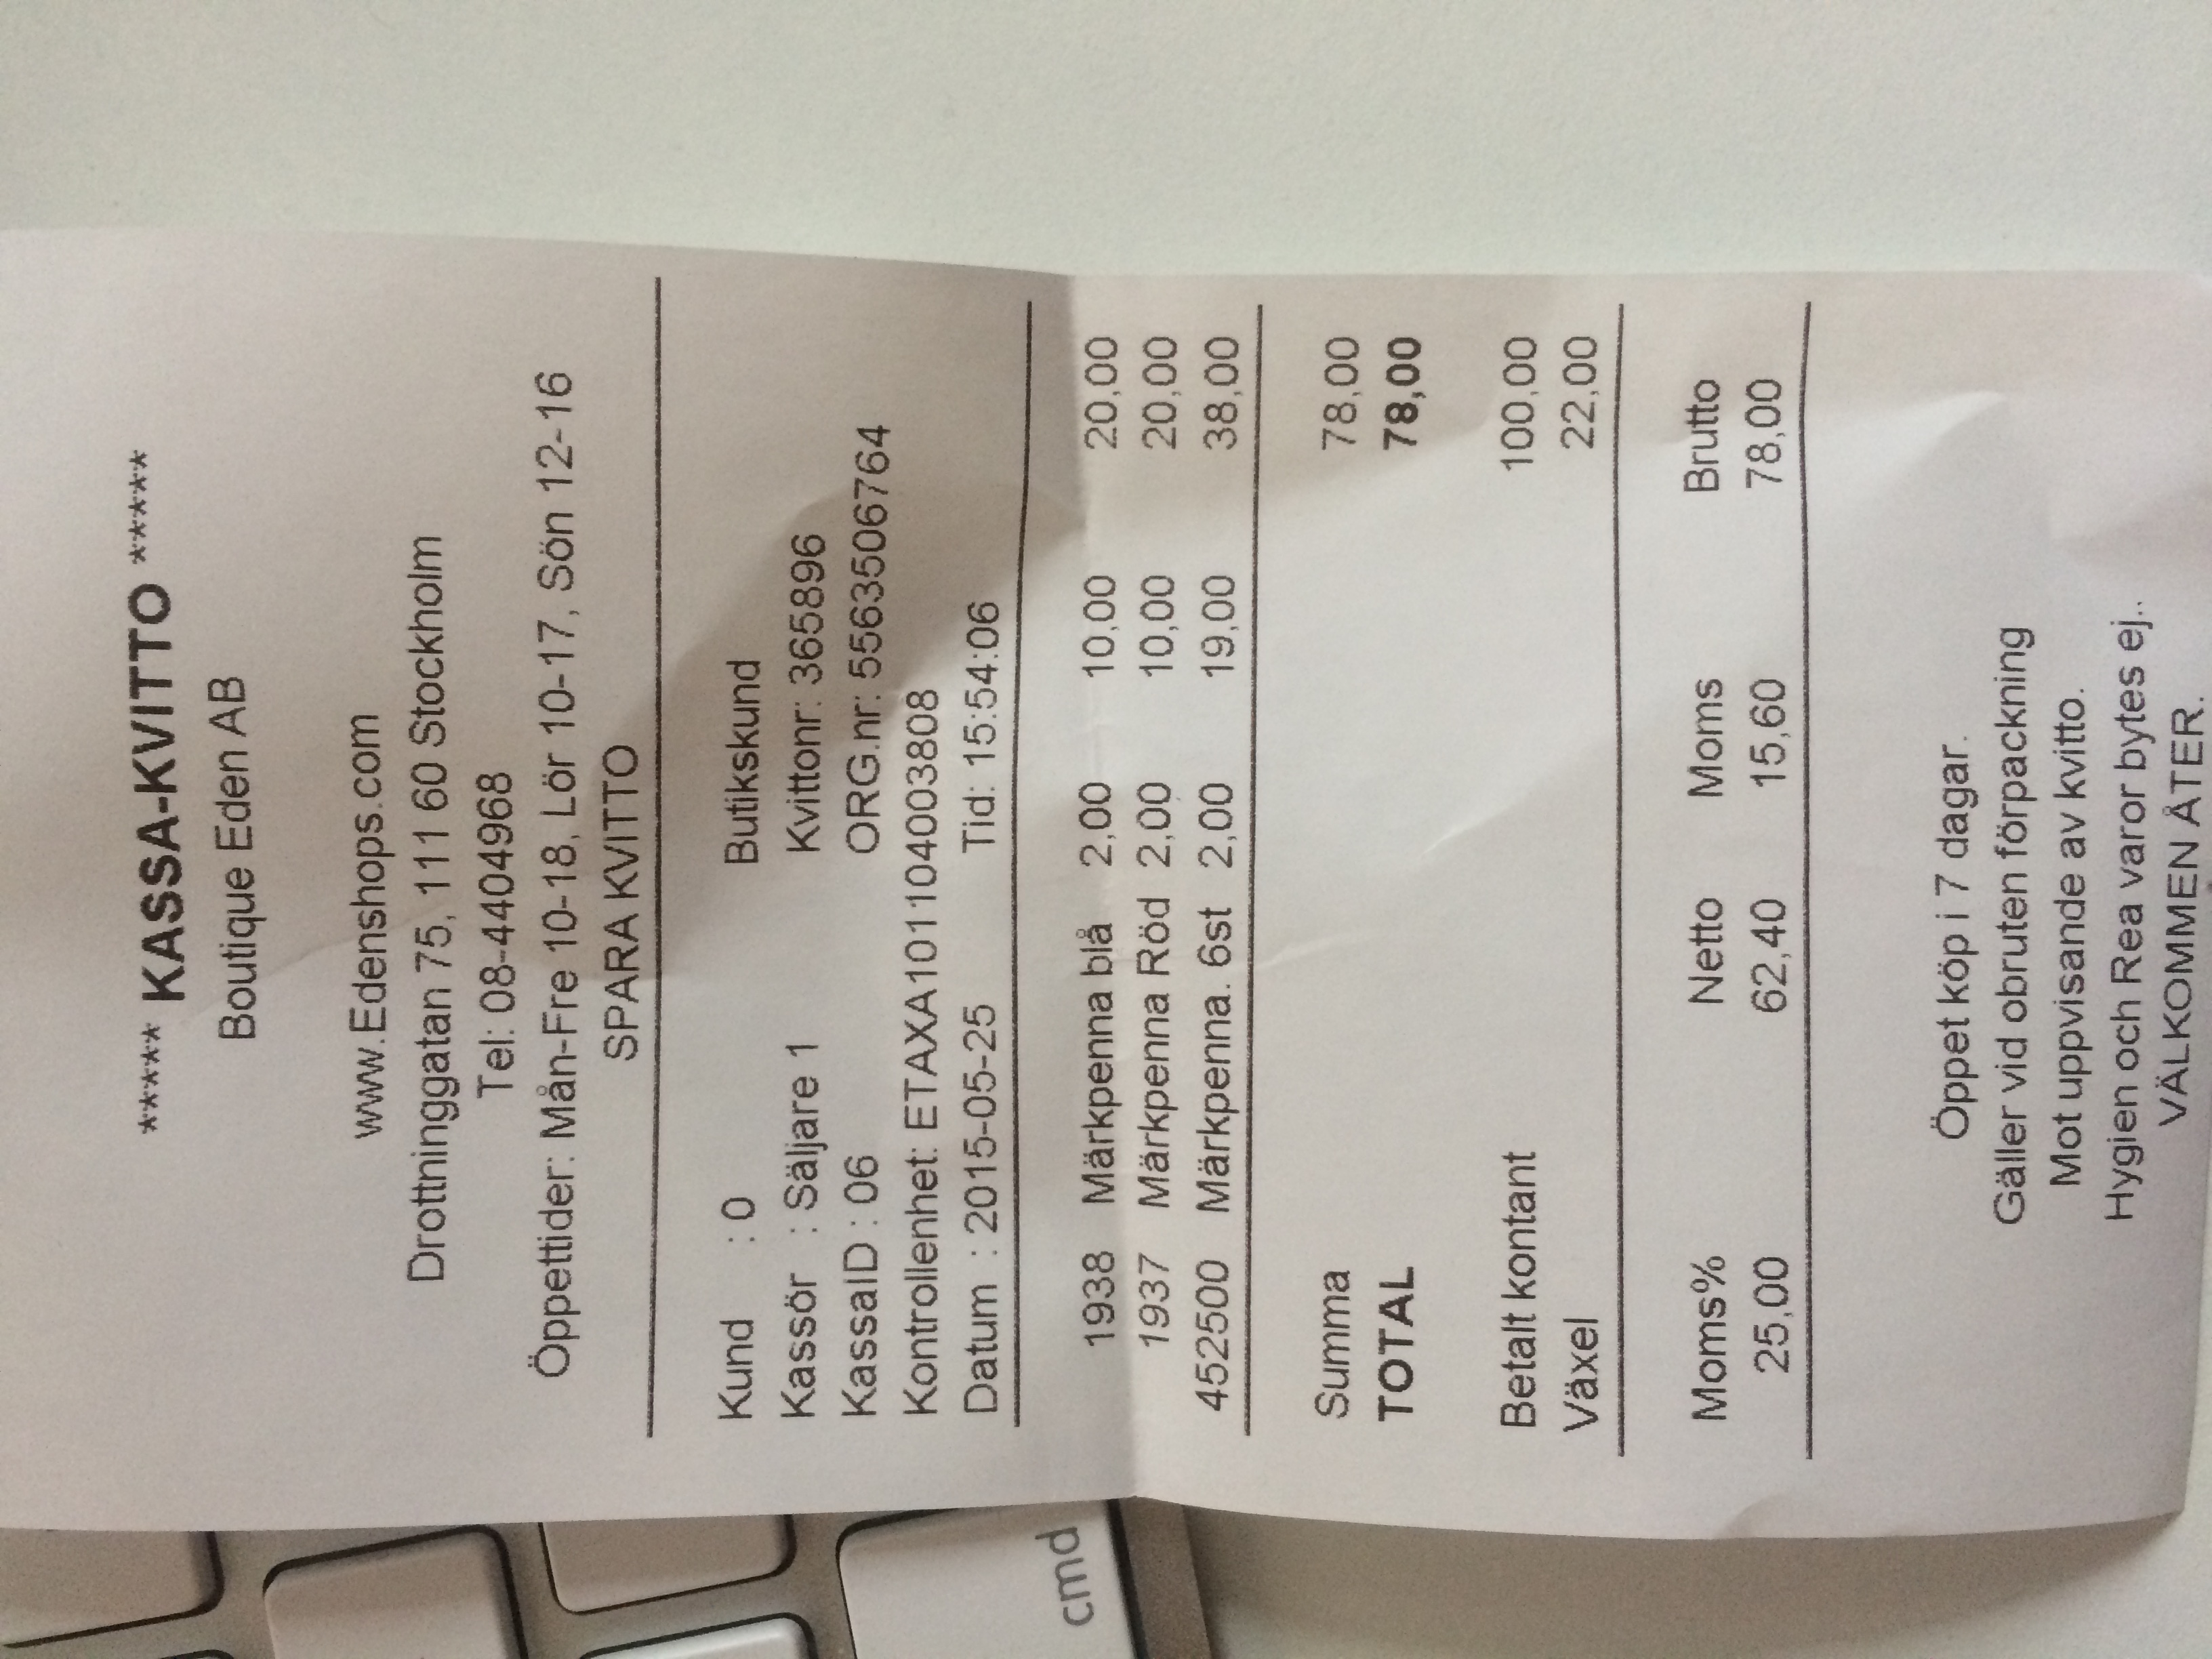 ***** KASSA-KVITTO *****
Boutique Eden AB
www.Edenshops.com
Drottninggatan 75, 111 60 Stockholm
Tel: 08-4404968
Öppettider: Mån-Fre 10-18, Lör 10-17, Sön 12-16
SPARA KVITTO
Kund : 0 Butikskund
Kassör : Säljare 1 Kvittonr: 365896
KassaID : 06 ORG.nr: 5563506764
Kontrollenhet: ETAXA101104003808
Datum : 2015-05-25 Tid: 15:54:06
1938 Märkpenna blå 2,00 10,00 20,00
1937 Märkpenna Röd 2,00 10,00 20,00
452500 Märkpenna. 6st 2,00 19,00 38,00
Summa 78,00
TOTAL 78,00
Betalt kontant 100,00
Växel 22,00
Moms% Netto Moms Brutto
25,00 62,40 15,60 78,00
Öppet köp i 7 dagar.
Gäller vid obruten förpackning
Mot uppvisande av kvitto.
Hygien och Rea varor bytes ej..
VÄLKOMMEN ÅTER.
cmd